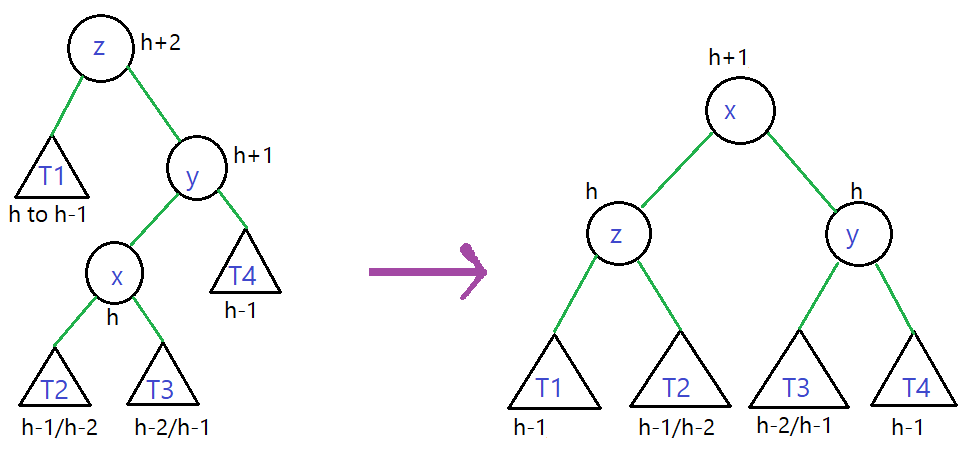 z h+2
y h+1
T1
h to h-1
x
h
T4
h-1
T2 T3
h-1/h-2 h-2/h-1
h+1
x
h
z
h
y
T1 T2 T3 T4
h-1 h-1/h-2 h-2/h-1 h-1